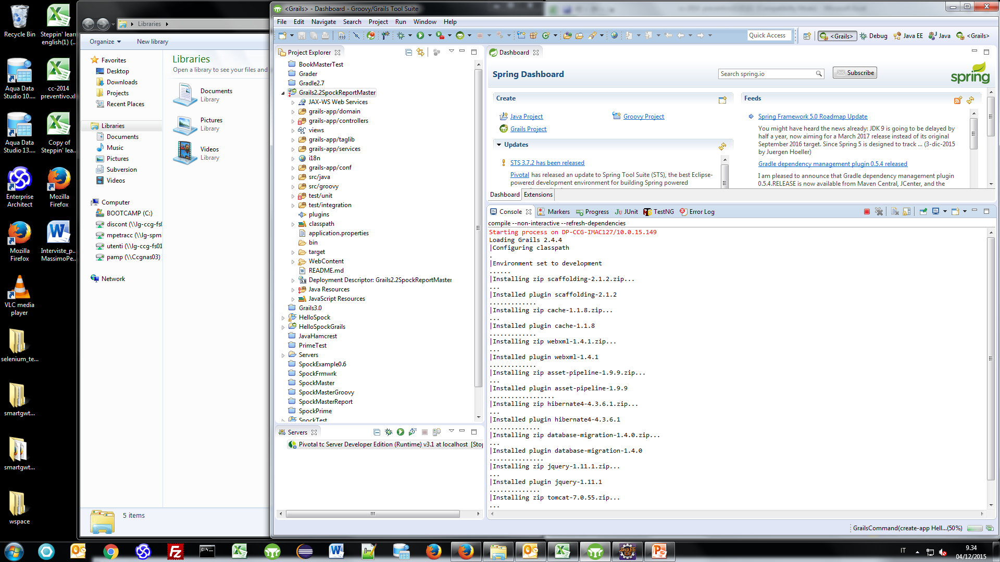 Recycle Bin
Steppin' lear
english(1) (..
Aqua Data
Studio 10....
cc-2014
preventivo.xl
Aqua Data
Studio 13....
Copy of
Steppin' lea...
Enterprise
Architect
Mozilla
Firefox
Mozilla
Firefox
Interviste_p..
MassimoPe..
VLC media
player
selenium_te...
smartgwt...
smartgwt...
wspace
Libraries
Organize
New library
Favorites
Desktop
Downloads
Projects
Recent Places
Libraries
Documents
Music
Pictures
Subversion
Videos
Computer
BOOTCAMP (C:)
discont (\\lg-ccg-fs0
mpetracc (\\lg-spm
utenti (\\lg-ccg-fs01
pamp (\\Ccgnas03)
Network
Libraries
Open a library to see your files and
Documents
Library
Pictures
Library
Videos
Library
5 items
<Grails> - Dashboard - Groovy/Grails Tool Suite
File Edit Navigate Search Project Run Window Help
Quick Access
<Grails> Debug Java EE Java <Grails>
Project Explorer
BookMasterTest
Grader
Gradle2.7
Grails2.2SpockReportMaster
JAX-WS Web Services
grails-app/domain
grails-app/controllers
views
grails-app/taglib
grails-app/services
i18n
grails-app/conf
src/java
src/groovy
test/unit
test/integration
plugins
classpath
application.properties
bin
target
WebContent
README.md
Deployment Descriptor: Grails2.2SpockReportMaster
Java Resources
JavaScript Resources
Grails3.0
HelloSpock
HelloSpockGrails
JavaHamcrest
PrimeTest
Servers
SpockExample0.6
SpockFrmwrk
SpockMaster
SpockMasterGroovy
SpockMasterReport
SpockPrime
SpockTest
Servers
Pivotal tc Server Developer Edition (Runtime) v3.1 at localhost [Sto
Dashboard
Spring Dashboard
Search spring.io
Subscribe
spring
Create
Java Project
Groovy Project
Grails Project
Updates
STS 3.7.2 has been released
Pivotal has released an update to Spring Tool Suite (STS), the best Eclipse-
powered development environment for building Spring powered
Feeds
Spring Framework 5.0 Roadmap Update
You might have heard the news already: JDK 9 is going to be delayed by
half a year, now aiming for a March 2017 release instead of its original
September 2016 target. Since Spring 5 is designed to track ... (3-dic-2015
by Juergen Hoeller)
Gradle dependency management plugin 0.5.4 released
I am pleased to announce that Gradle dependency management plugin
0.5.4.RELEASE is now available from Maven Central, JCenter, and the
Dashboard Extensions
Console Markers Progress JUnit TestNG Error Log
compile --non-interactive --refresh-dependencies
Starting process on DP-CCG-IMAC127/10.0.15.149
Loading Grails 2.4.4
|Configuring classpath
.
|Environment set to development
......
|Installing zip scaffolding-2.1.2.zip...
...
|Installed plugin scaffolding-2.1.2
.............
|Installing zip cache-1.1.8.zip...
...
|Installed plugin cache-1.1.8
.............
|Installing zip webxml-1.4.1.zip...
...
|Installed plugin webxml-1.4.1
.............
|Installing zip asset-pipeline-1.9.9.zip...
...
|Installed plugin asset-pipeline-1.9.9
..................
|Installing zip hibernate4-4.3.6.1.zip...
...
|Installed plugin hibernate4-4.3.6.1
..............
|Installing zip database-migration-1.4.0.zip...
...
|Installed plugin database-migration-1.4.0
...............
|Installing zip jquery-1.11.1.zip...
...
|Installed plugin jquery-1.11.1
..............
|Installing zip tomcat-7.0.55.zip...
...
GrailsCommand(create-app Hell...(50%)
IT
9.34
04/12/2015